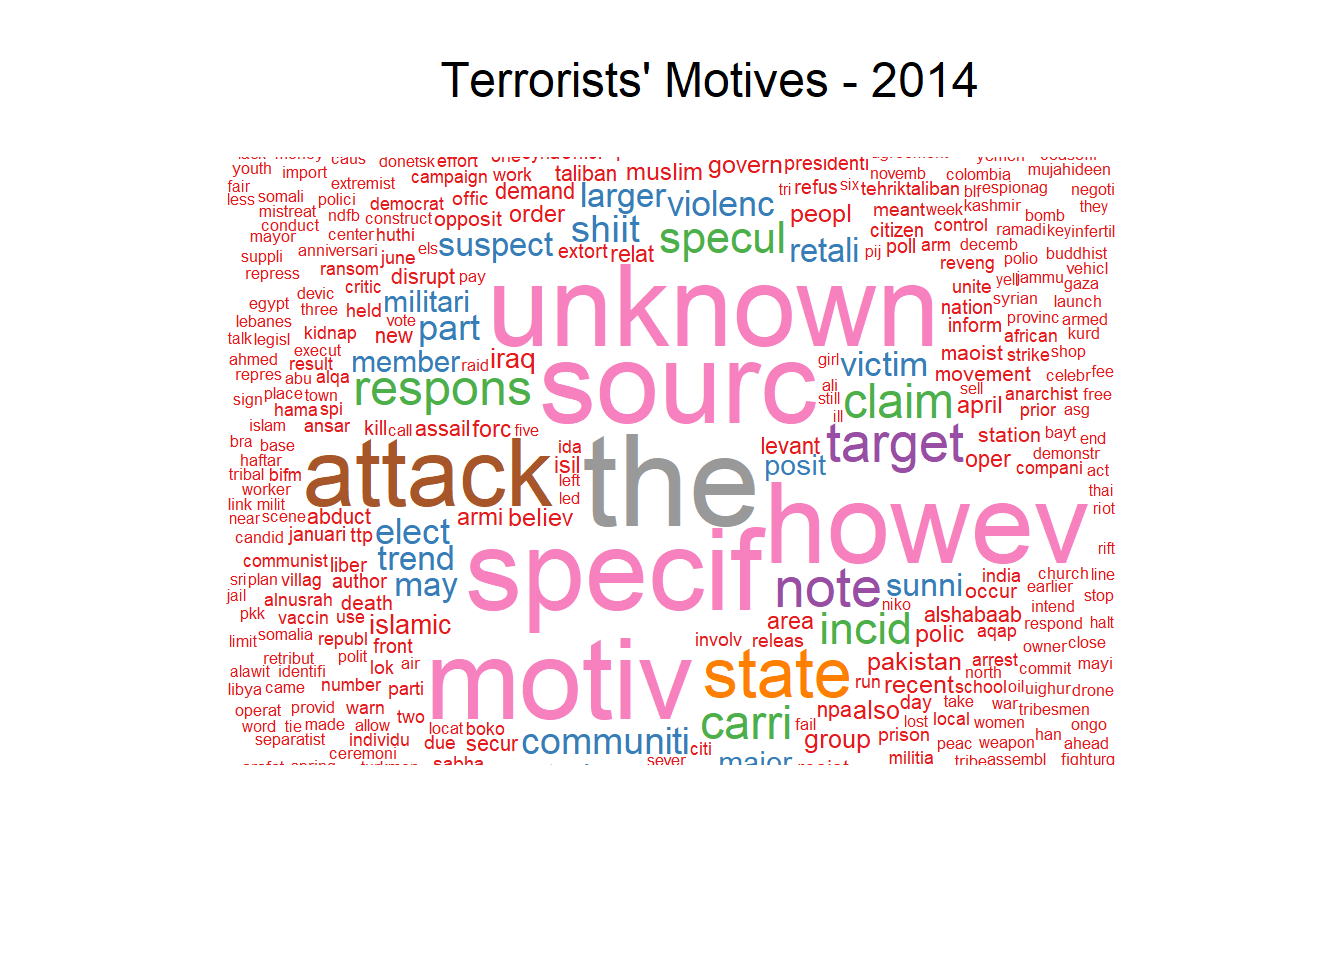 Terrorists' Motives - 2014
youth import caus donetsk effort taliban muslim govern presidenti mujahideen
fair extremist campaign work demand larger violenc tri refus six tehriktaliban novemb colombia espionag negoti
less somali polici democrat offic order shiit specul peopl meant week kashmir they
mistreat ndfb construct opposit citizen control bomb
conduct center huthi suspect retali ramadi key infertil
mayor anniversari june els extort relat pij poll arm decemb buddhist
suppli ransom disrupt pay reveng polio vehicl
repress critic unknown unite yell jammu gaza
egypt devic three held militari nation syrian launch
lebanes vote part inform provinc armed
talk legisl kidnap new african kurd
ahmed execut result member raid iraq sourc girl victim maoist strike shop
repres abu alqa respons ali movement celebr fee
sign place town still claim sell anarchist free
hama spi ill april prior asg
islam ansar kill call assail forc five target station bayt end
bra base attack ida the levant oper demonstr
haftar isil posit compani act
tribal bifm left howev thai
worker led riot
link milit
near scene abduct armi believ
candid januari ttp elect specif rift
communist liber trend note sunni india church line
sri plan villag author may occur earlier stop
jail alnusrah death niko intend
pkk vaccin use islamic area incid alshabaab respond halt
limit somalia republ front involv releas polic aqap owner close
retribut polit lok air motiv state pakistan arrest commit mayi
alawit identifi north
libya came number parti run recent school oil uighur drone
operat provid warn two carri npa also day take war tribesmen
word tie made allow locat boko fail lost local women ongo
separatist individu due secur communiti citi group prison peac weapon han ahead
ceremoni sabha sever major militia tribe assembl fighturg